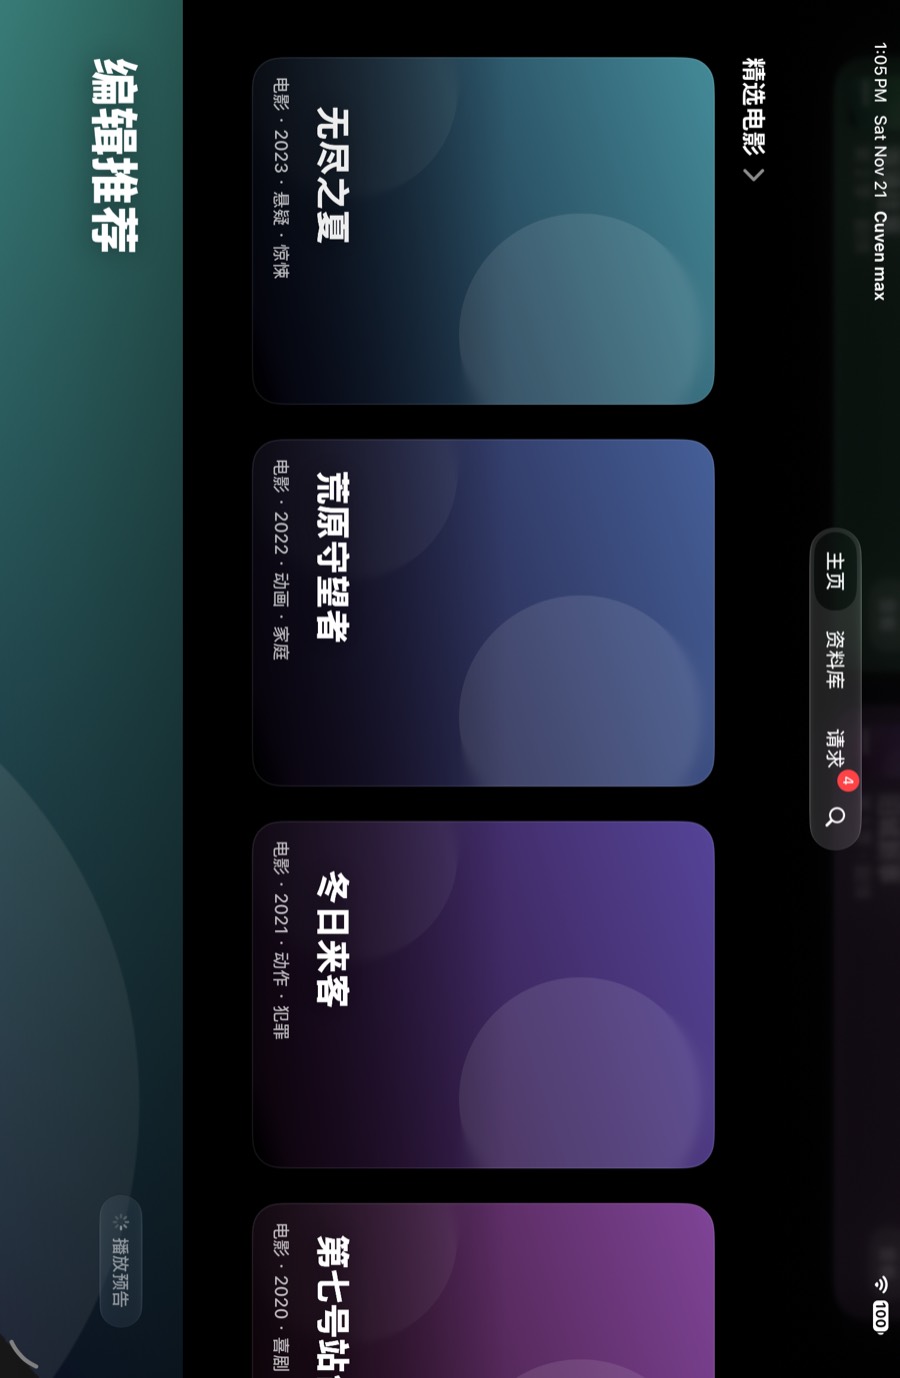 1:05 PM Sat Nov 21 Cuven max
100
主页 资料库 请求 4
精选电影
无尽之夏
电影 · 2023 · 悬疑 · 惊悚
荒原守望者
电影 · 2022 · 动画 · 家庭
冬日来客
电影 · 2021 · 动作 · 犯罪
第七号站
电影 · 2020 · 喜剧
编辑推荐
播放预告